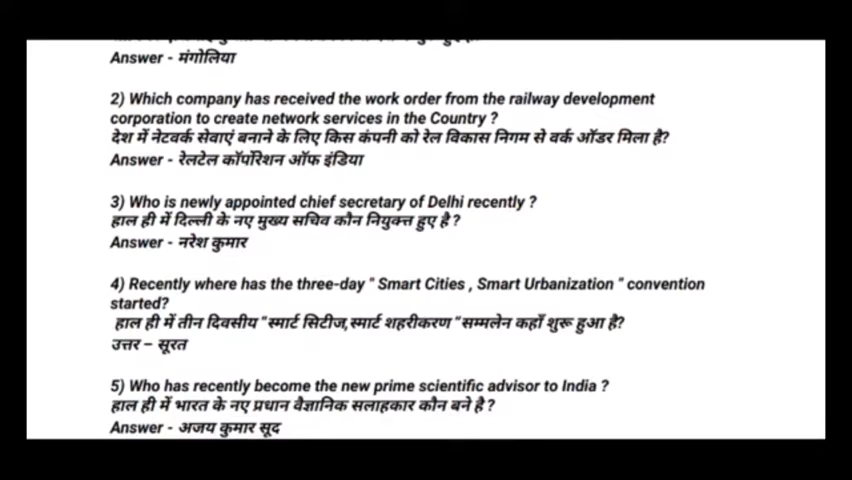 Answer - मंगोलिया
2) Which company has received the work order from the railway development
corporation to create network services in the Country ?
देश में नेटवर्क सेवाएं बनाने के लिए किस कंपनी को रेल विकास निगम से वर्क ऑडर मिला है?
Answer - रेलटेल कॉर्पोरेशन ऑफ इंडिया
3) Who is newly appointed chief secretary of Delhi recently ?
हाल ही में दिल्ली के नए मुख्य सचिव कौन नियुक्त हुए है ?
Answer - नरेश कुमार
4) Recently where has the three-day " Smart Cities , Smart Urbanization " convention
started?
हाल ही में तीन दिवसीय "स्मार्ट सिटीज,स्मार्ट शहरीकरण "सम्मलेन कहाँ शुरू हुआ है?
उत्तर – सूरत
5) Who has recently become the new prime scientific advisor to India ?
हाल ही में भारत के नए प्रधान वैज्ञानिक सलाहकार कौन बने है ?
Answer - अजय कुमार सूद